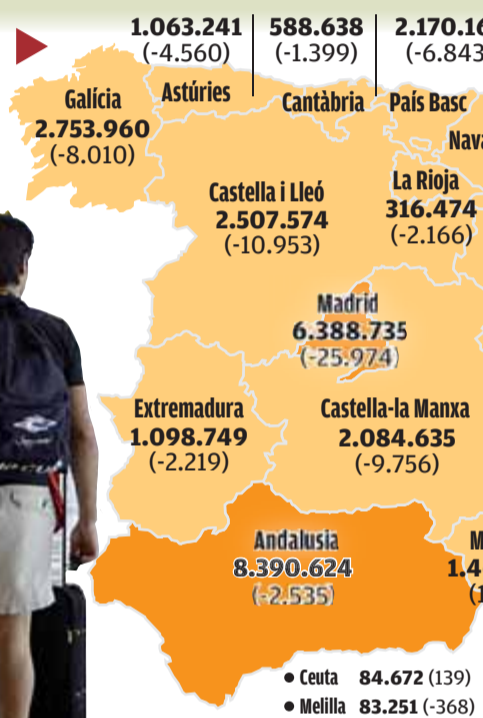 1.063.241
(-4.560)
Astúries
588.638
(-1.399)
Cantàbria
País Basc
Galícia
2.753.960
(-8.010)
Castella i Lleó
2.507.574
(-10.953)
La Rioja
316.474
(-2.166)
Madrid
6.388.735
(-25.974)
Extremadura
1.098.749
(-2.219)
Castella-la Manxa
2.084.635
(-9.756)
Andalusia
8.390.624
(-2.535)
• Ceuta 84.672 (139)
• Melilla 83.251 (-368)